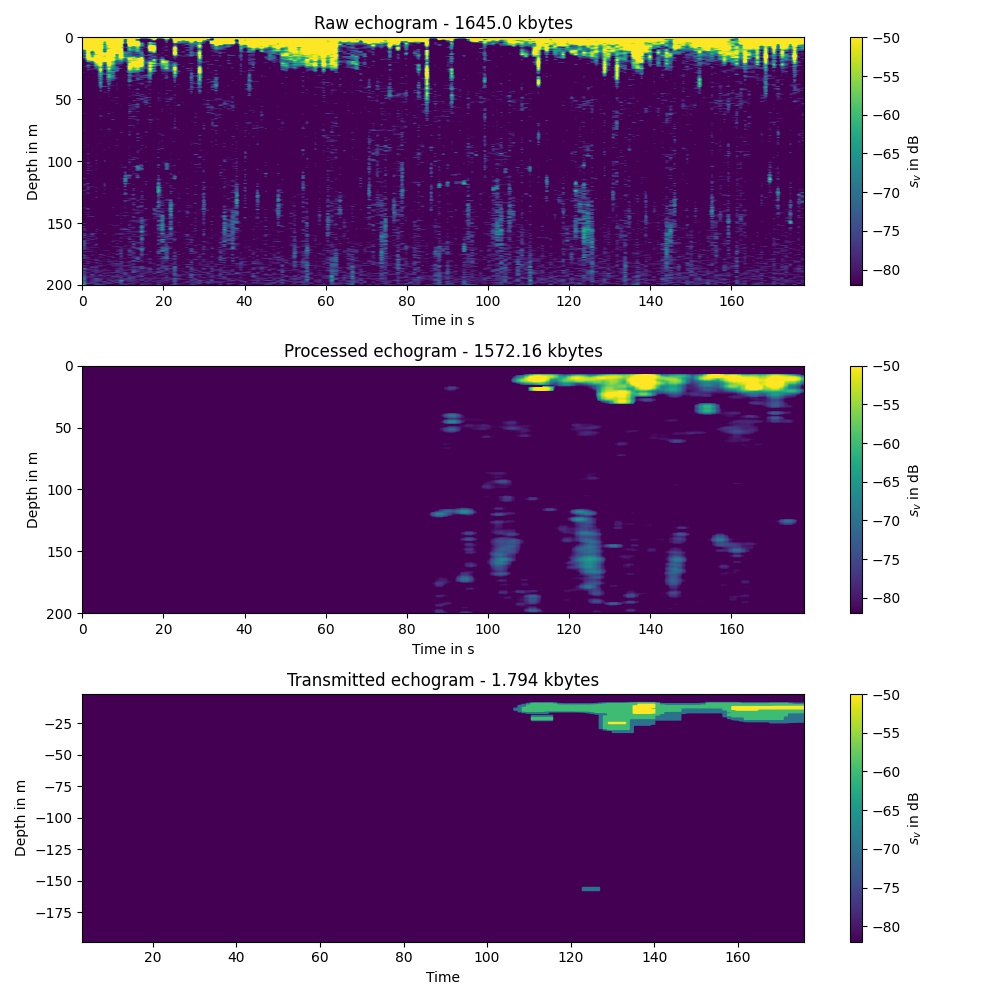 Raw echogram - 1645.0 kbytes
0
50
100
150
200
Depth in m
0 20 40 60 80 100 120 140 160
Time in s
−50
−55
−60
−65
−70
−75
−80
sv in dB
Processed echogram - 1572.16 kbytes
0
50
100
150
200
Depth in m
0 20 40 60 80 100 120 140 160
Time in s
−50
−55
−60
−65
−70
−75
−80
sv in dB
Transmitted echogram - 1.794 kbytes
−25
−50
−75
−100
−125
−150
−175
Depth in m
20 40 60 80 100 120 140 160
Time
−50
−55
−60
−65
−70
−75
−80
sv in dB